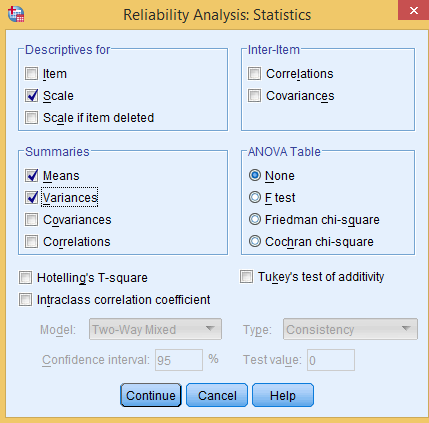 Reliability Analysis: Statistics
Descriptives for
Item
Scale
Scale if item deleted
Inter-Item
Correlations
Covariances
Summaries
Means
Variances
Covariances
Correlations
ANOVA Table
None
F test
Friedman chi-square
Cochran chi-square
Hotelling's T-square
Tukey's test of additivity
Intraclass correlation coefficient
Model: Two-Way Mixed Type: Consistency
Confidence interval: 95 % Test value: 0
Continue Cancel Help